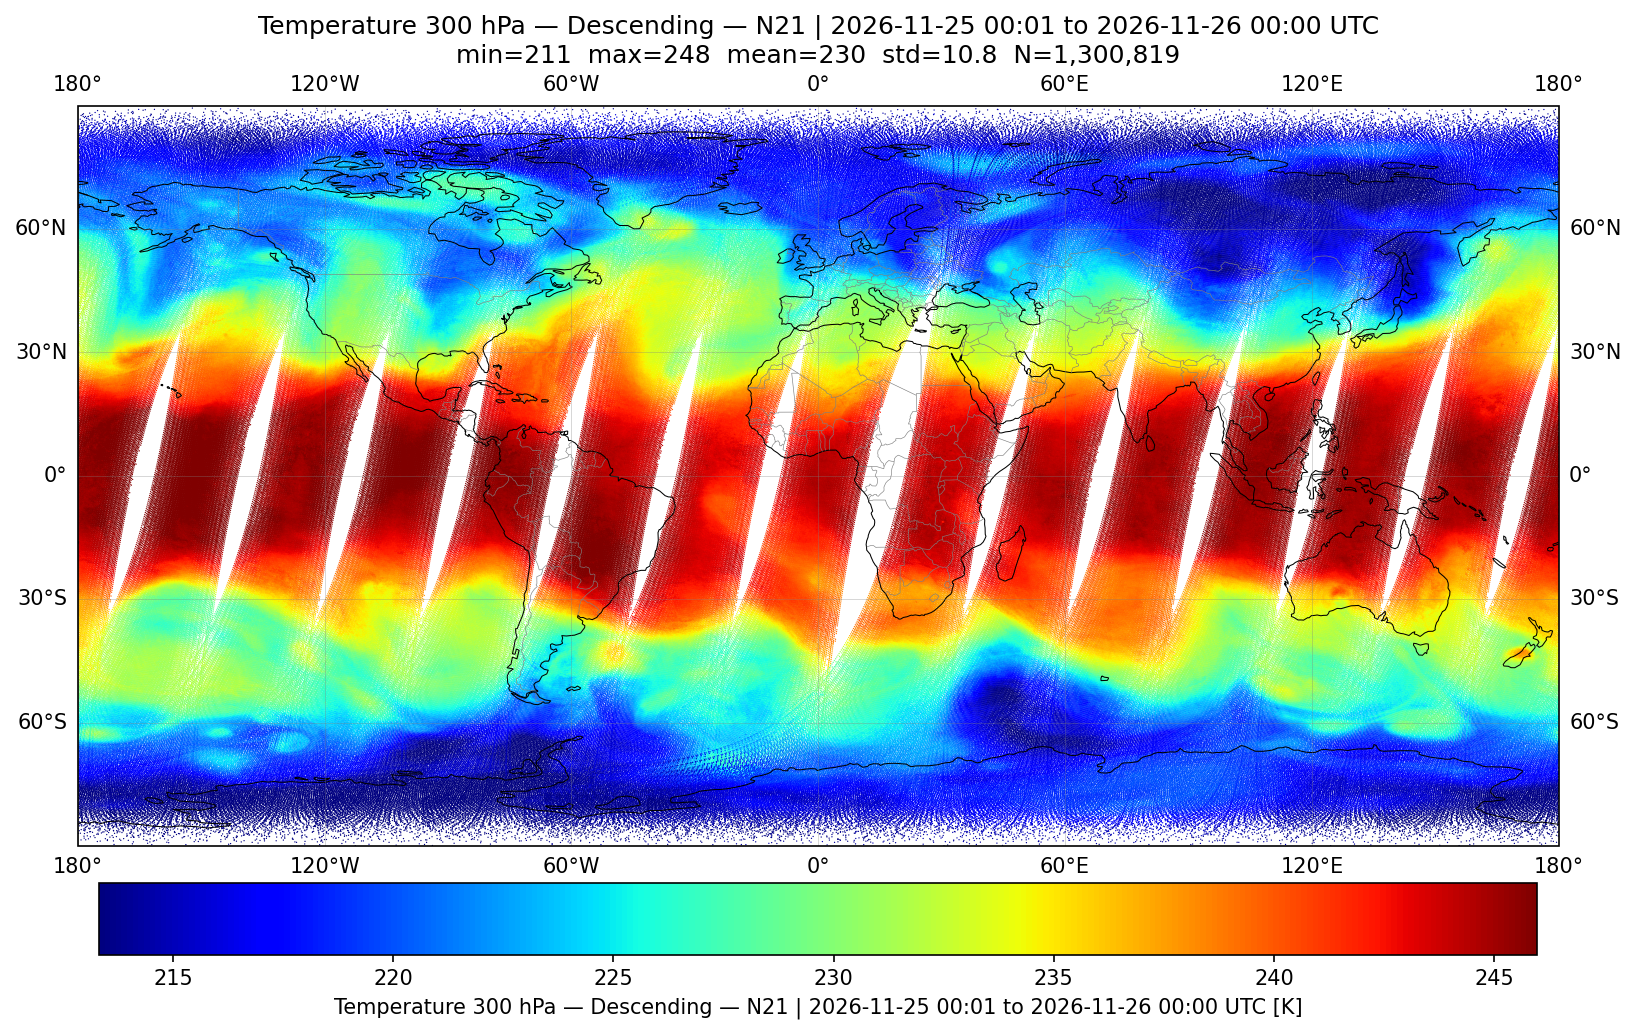 Temperature 300 hPa — Descending — N21 | 2026-11-25 00:01 to 2026-11-26 00:00 UTC
min=211 max=248 mean=230 std=10.8 N=1,300,819
180° 120°W 60°W 0° 60°E 120°E 180°
60°N 60°N
30°N 30°N
0° 0°
30°S 30°S
60°S 60°S
180° 120°W 60°W 0° 60°E 120°E 180°
215 220 225 230 235 240 245
Temperature 300 hPa — Descending — N21 | 2026-11-25 00:01 to 2026-11-26 00:00 UTC [K]